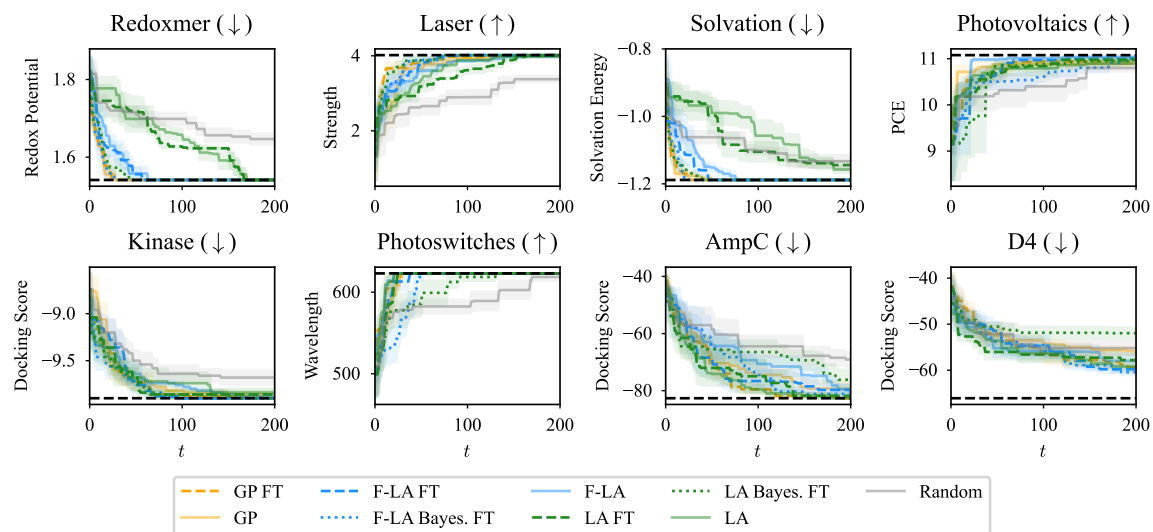 Redoxmer (↓) Laser (↑) Solvation (↓) Photovoltaics (↑)
Redox Potential
1.8
1.6
0 100 200
Strength
4
2
0 100 200
Solvation Energy
−0.8
−1.0
−1.2
0 100 200
PCE
11
10
9
0 100 200
Kinase (↓) Photoswitches (↑) AmpC (↓) D4 (↓)
Docking Score
−9.0
−9.5
0 100 200
t
Wavelength
600
500
0 100 200
t
Docking Score
−40
−60
−80
0 100 200
t
Docking Score
−40
−50
−60
0 100 200
t
GP FT F-LA FT F-LA LA Bayes. FT Random
GP F-LA Bayes. FT LA FT LA